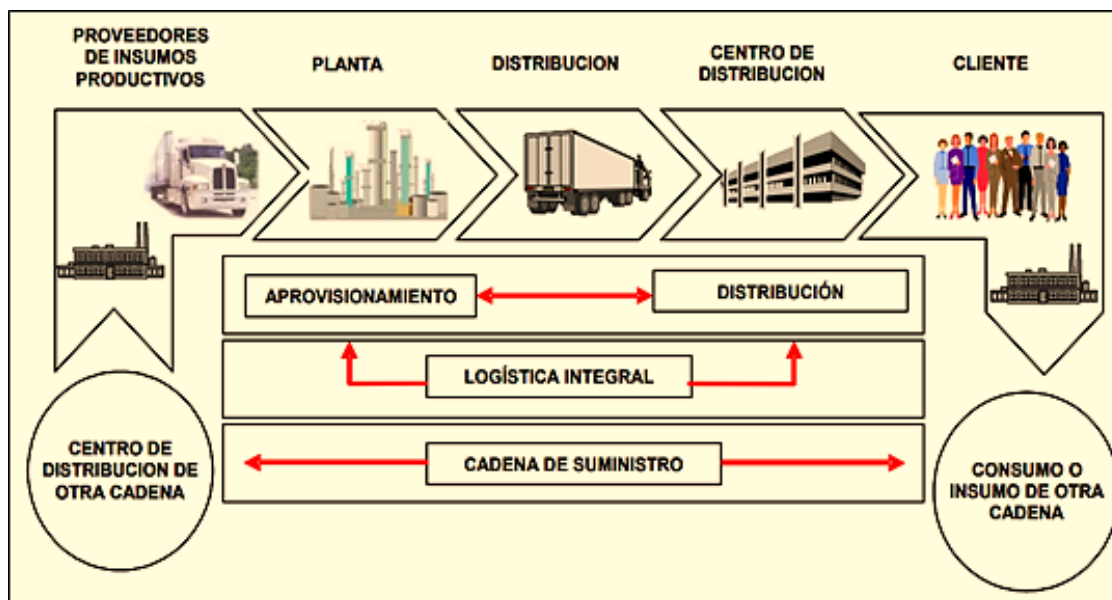 PROVEEDORES
DE INSUMOS
PRODUCTIVOS
PLANTA
DISTRIBUCION
CENTRO DE
DISTRIBUCION
CLIENTE
APROVISIONAMIENTO
DISTRIBUCIÓN
LOGÍSTICA INTEGRAL
CADENA DE SUMINISTRO
CENTRO DE
DISTRIBUCION DE
OTRA CADENA
CONSUMO O
INSUMO DE OTRA
CADENA